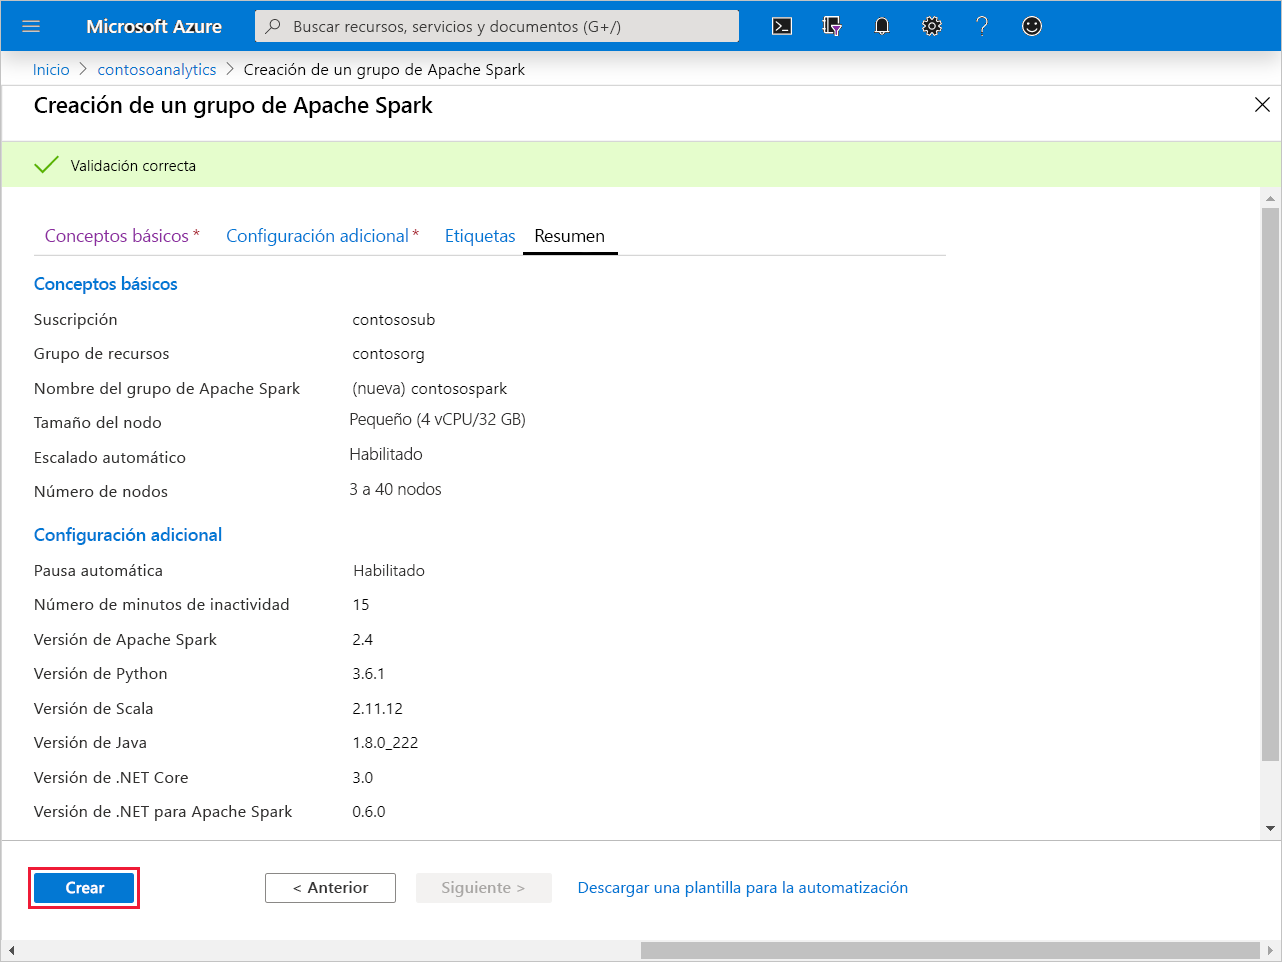 Microsoft Azure
Buscar recursos, servicios y documentos (G+/)
Inicio > contosoanalytics > Creación de un grupo de Apache Spark
Creación de un grupo de Apache Spark
Validación correcta
Conceptos básicos * Configuración adicional * Etiquetas Resumen
Conceptos básicos
Suscripción contososub
Grupo de recursos contosorg
Nombre del grupo de Apache Spark (nueva) contosospark
Tamaño del nodo Pequeño (4 vCPU/32 GB)
Escalado automático Habilitado
Número de nodos 3 a 40 nodos
Configuración adicional
Pausa automática Habilitado
Número de minutos de inactividad 15
Versión de Apache Spark 2.4
Versión de Python 3.6.1
Versión de Scala 2.11.12
Versión de Java 1.8.0_222
Versión de .NET Core 3.0
Versión de .NET para Apache Spark 0.6.0
Crear < Anterior Siguiente > Descargar una plantilla para la automatización